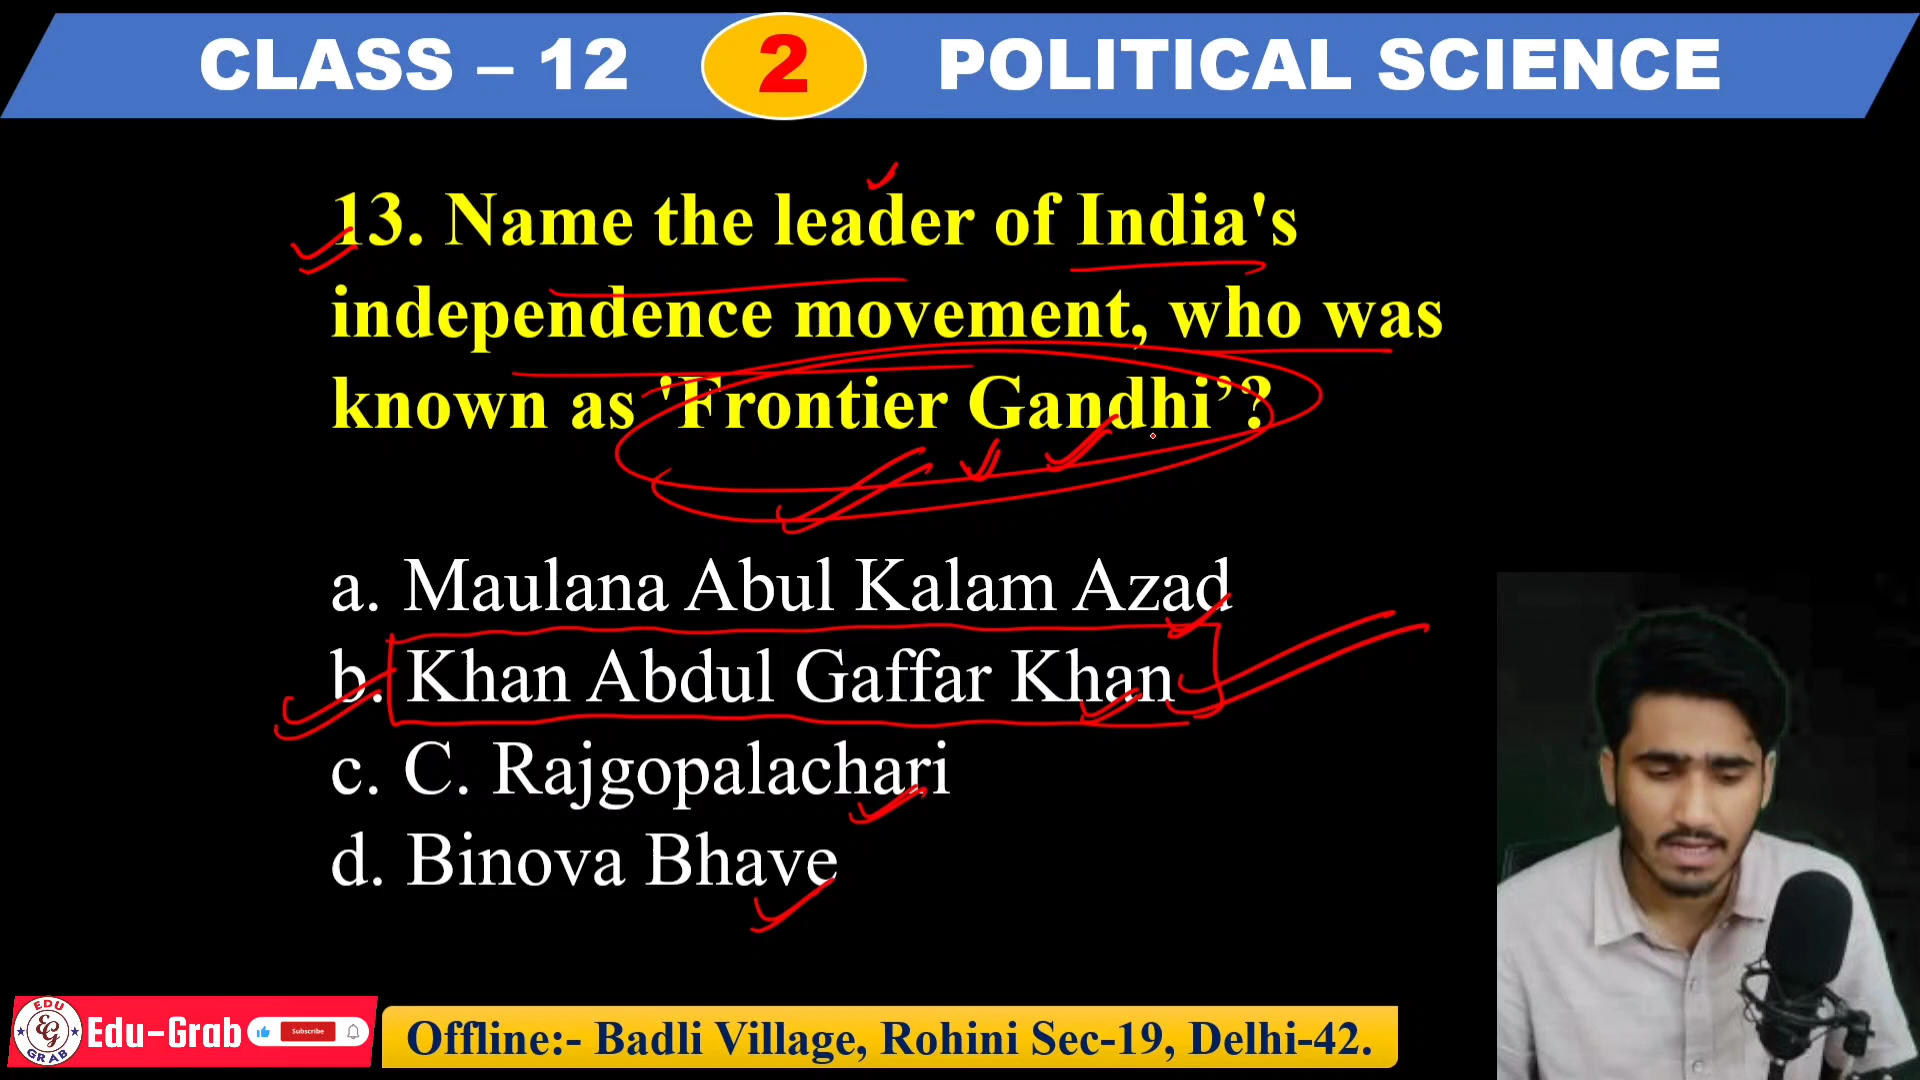 CLASS – 12
2
POLITICAL SCIENCE
13. Name the leader of India's
independence movement, who was
known as 'Frontier Gandhi’?
a. Maulana Abul Kalam Azad
b. Khan Abdul Gaffar Khan
c. C. Rajgopalachari
d. Binova Bhave
EDU
EG
GRAB
Edu-Grab
Subscribe
Offline:- Badli Village, Rohini Sec-19, Delhi-42.